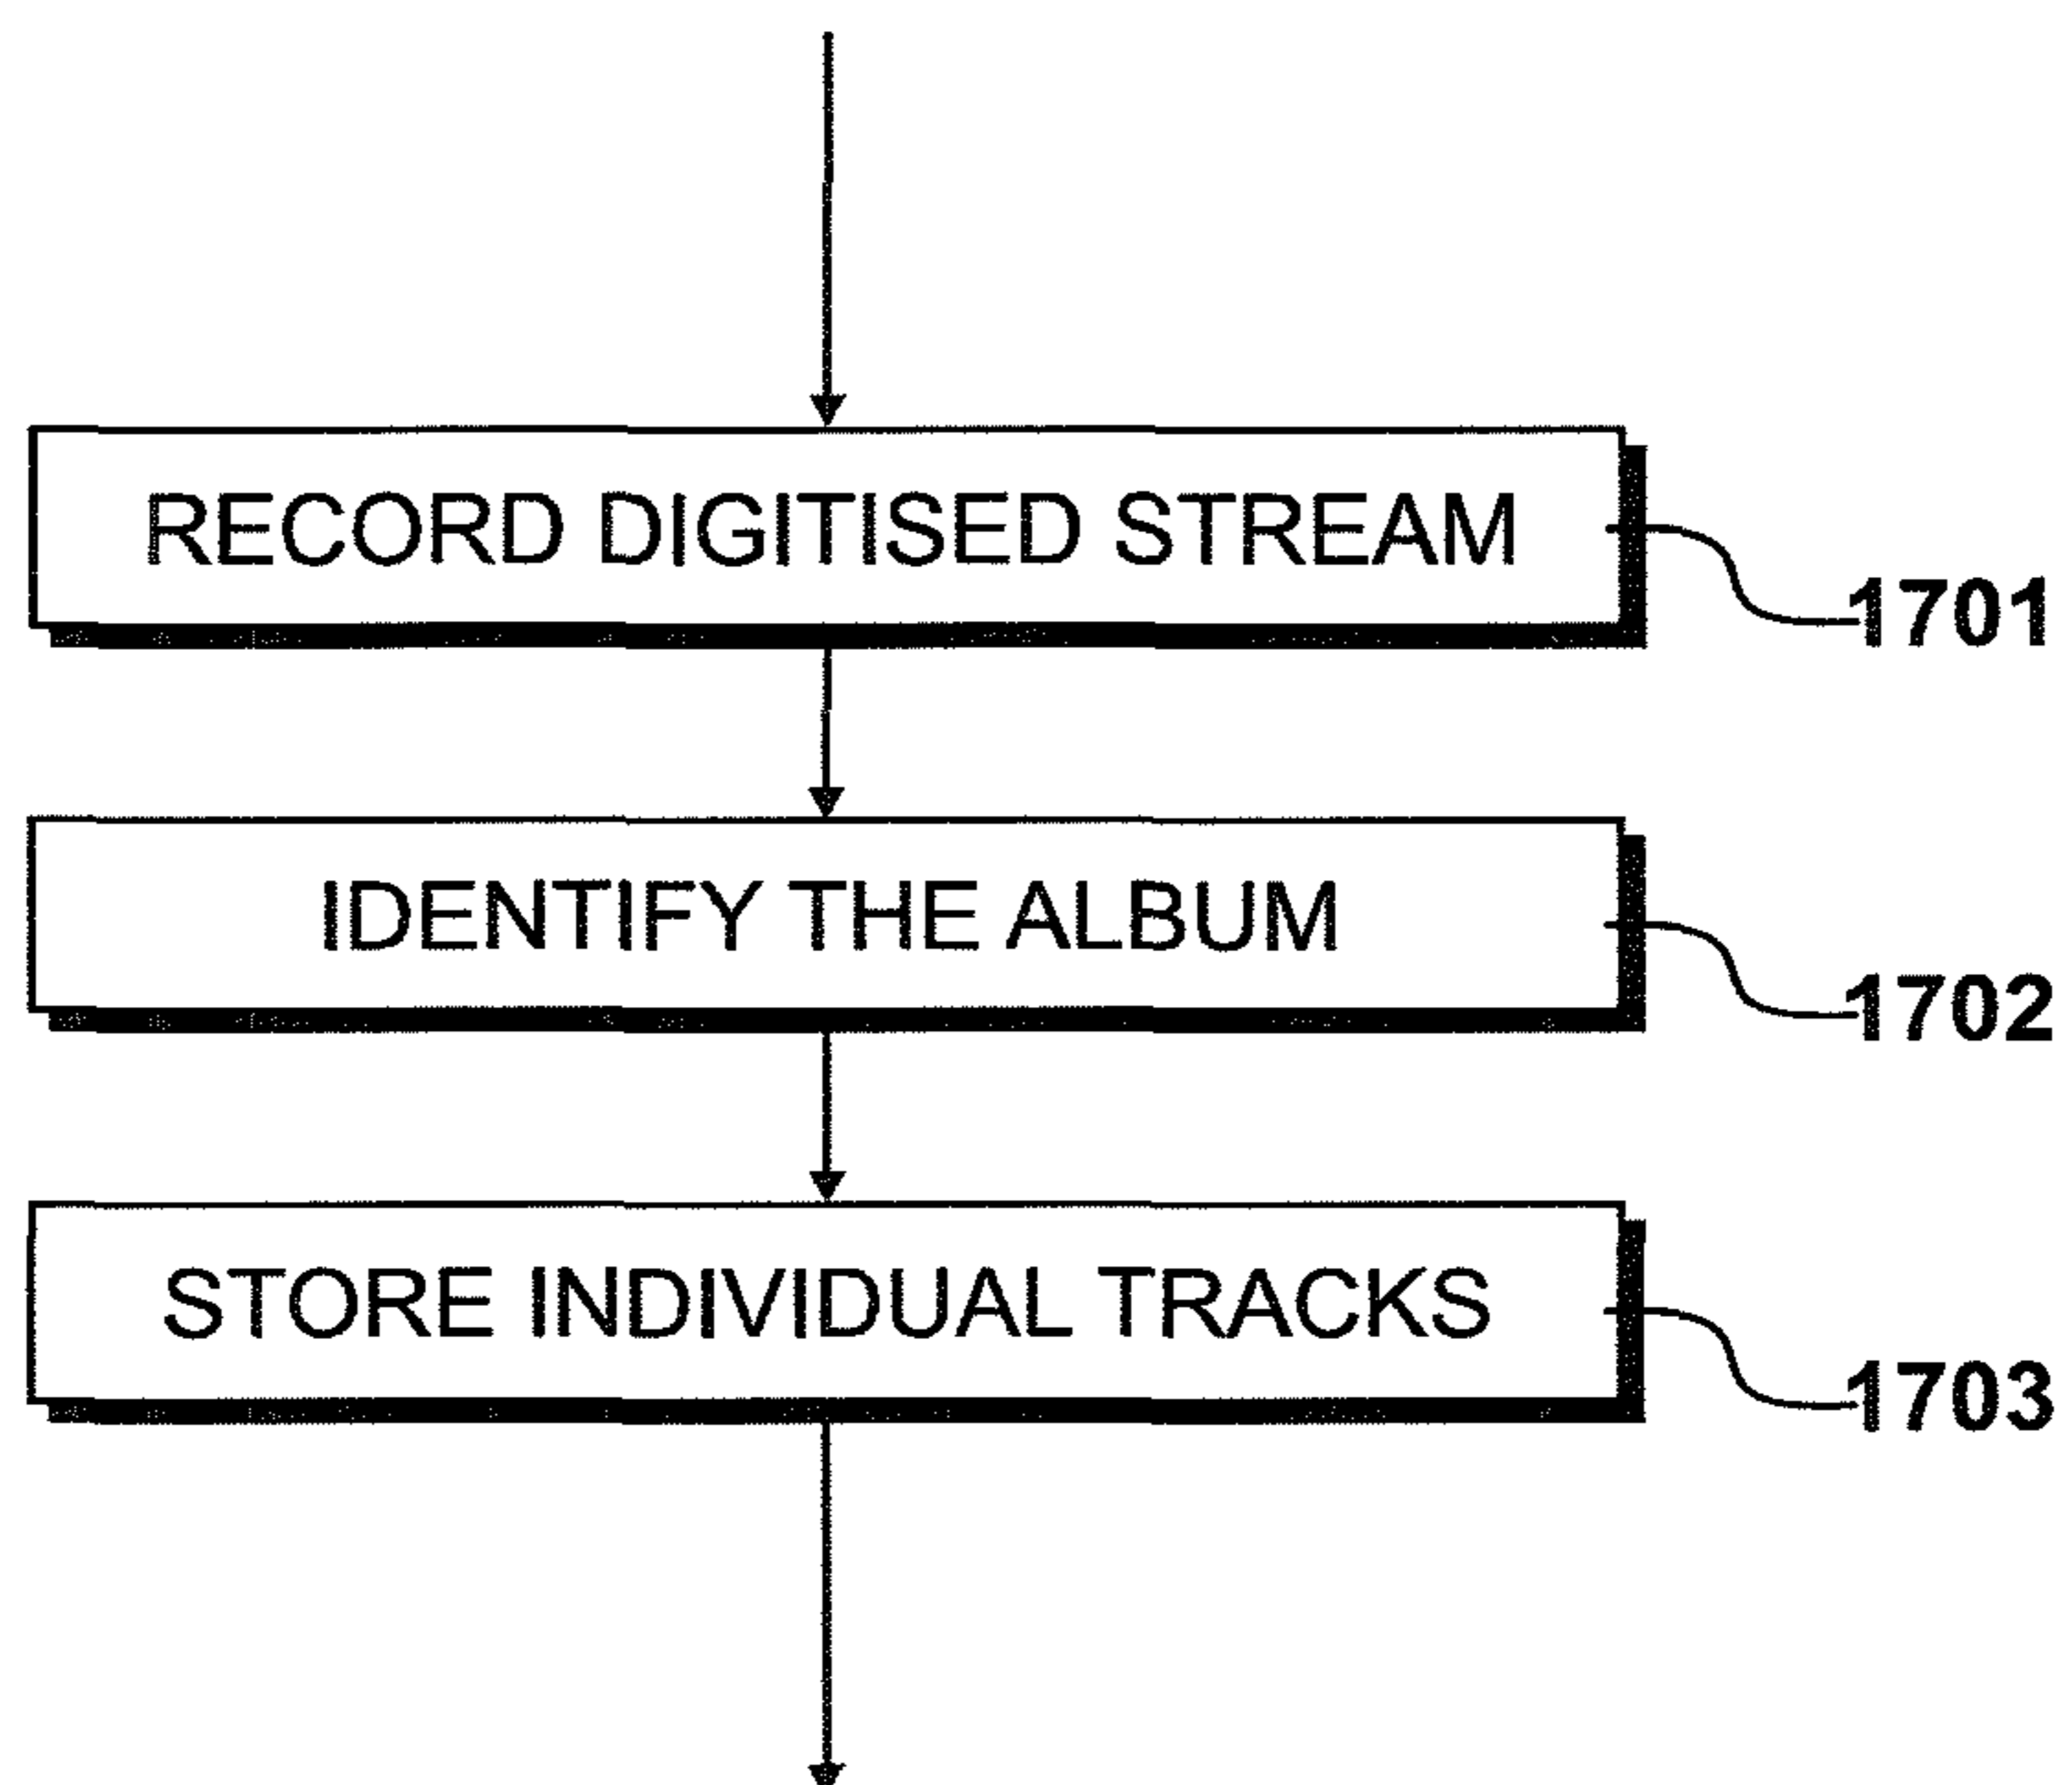 RECORD DIGITISED STREAM
1701
IDENTIFY THE ALBUM
1702
STORE INDIVIDUAL TRACKS
1703